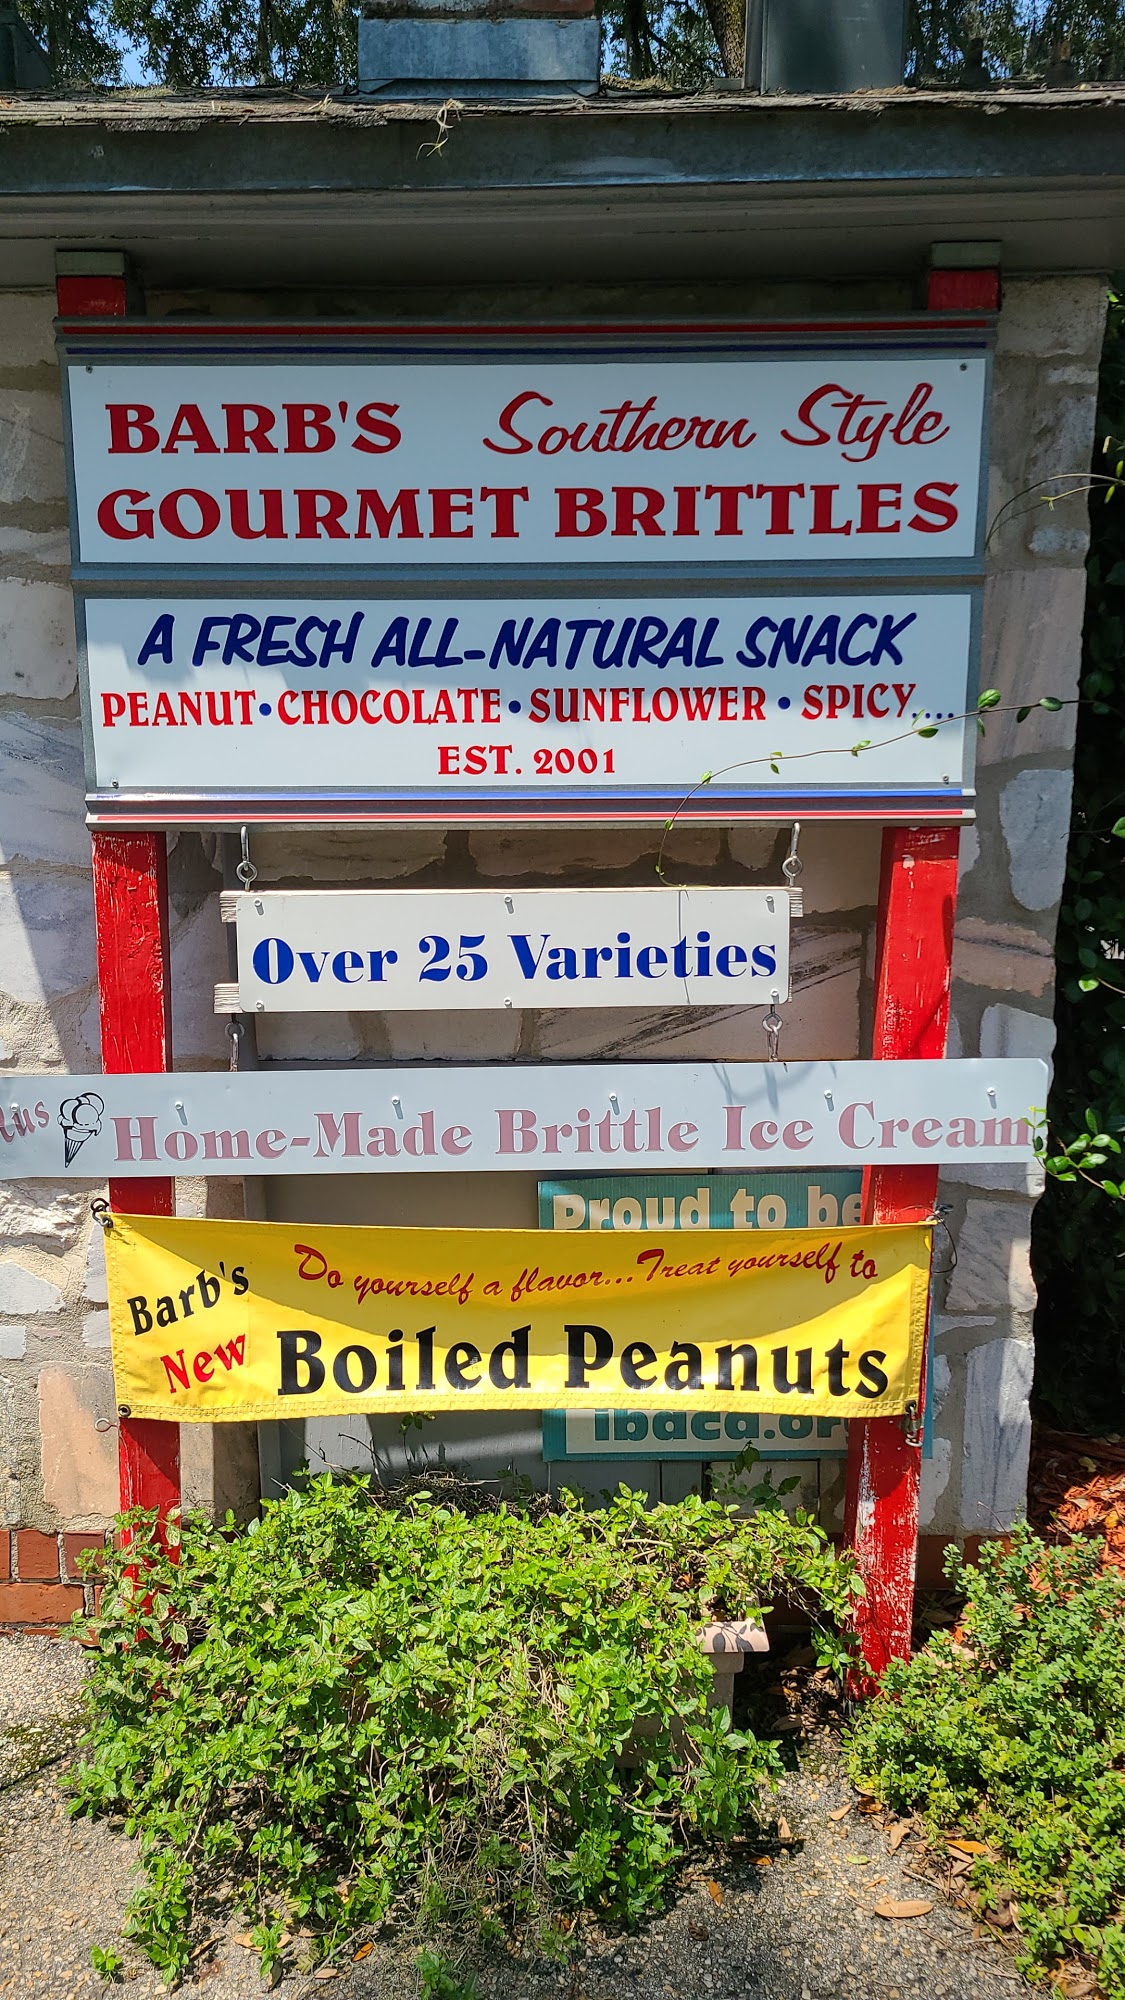 BARB'S Southern Style
GOURMET BRITTLES
A FRESH ALL-NATURAL SNACK
PEANUT • CHOCOLATE • SUNFLOWER • SPICY....
EST. 2001
Over 25 Varieties
Home-Made Brittle Ice Cream
Proud to be
Barb's
Do yourself a flavor... Treat yourself to
New
Boiled Peanuts